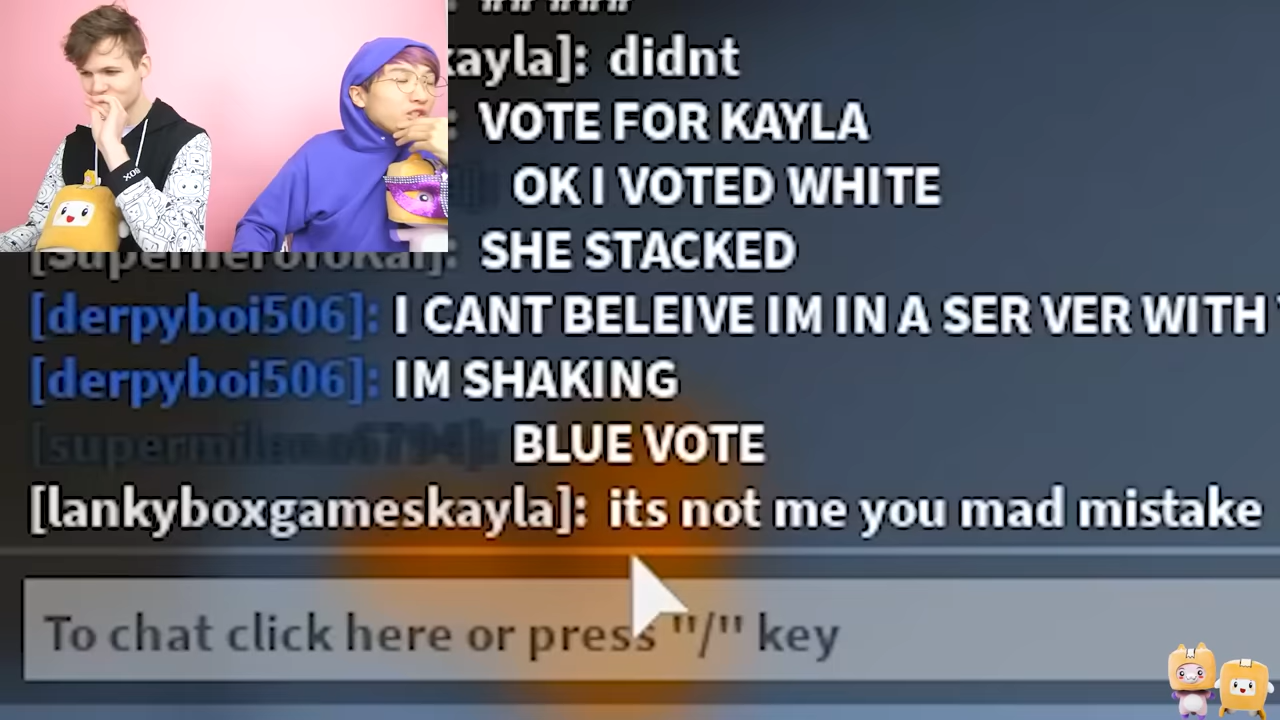 kayla]: didnt
: VOTE FOR KAYLA
OK I VOTED WHITE
: SHE STACKED
[derpyboi506]: I CANT BELEIVE IM IN A SER VER WITH
[derpyboi506]: IM SHAKING
BLUE VOTE
[lankyboxgameskayla]: its not me you mad mistake
To chat click here or press "/" key